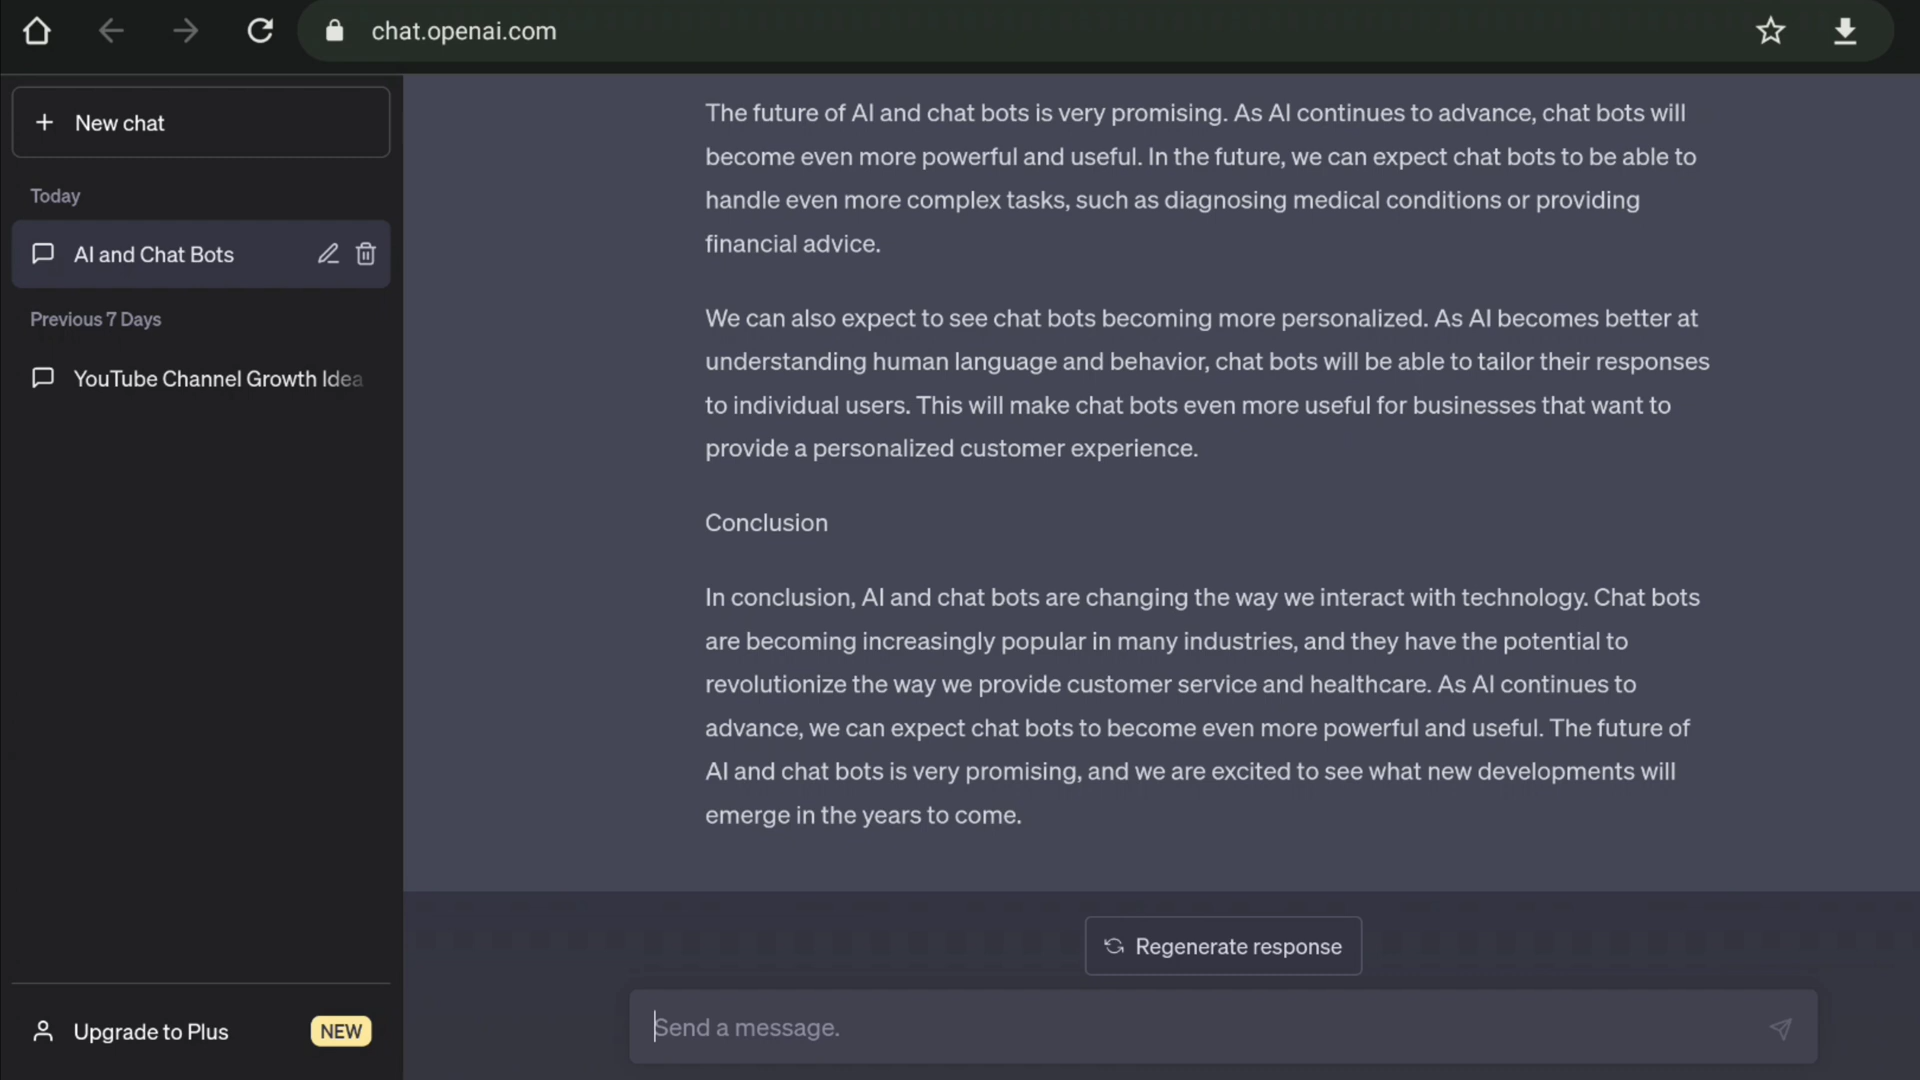 chat.openai.com
New chat
Today
AI and Chat Bots
Previous 7 Days
YouTube Channel Growth Idea
Upgrade to Plus NEW
The future of AI and chat bots is very promising. As AI continues to advance, chat bots will
become even more powerful and useful. In the future, we can expect chat bots to be able to
handle even more complex tasks, such as diagnosing medical conditions or providing
financial advice.
We can also expect to see chat bots becoming more personalized. As AI becomes better at
understanding human language and behavior, chat bots will be able to tailor their responses
to individual users. This will make chat bots even more useful for businesses that want to
provide a personalized customer experience.
Conclusion
In conclusion, AI and chat bots are changing the way we interact with technology. Chat bots
are becoming increasingly popular in many industries, and they have the potential to
revolutionize the way we provide customer service and healthcare. As AI continues to
advance, we can expect chat bots to become even more powerful and useful. The future of
AI and chat bots is very promising, and we are excited to see what new developments will
emerge in the years to come.
Regenerate response
Send a message.